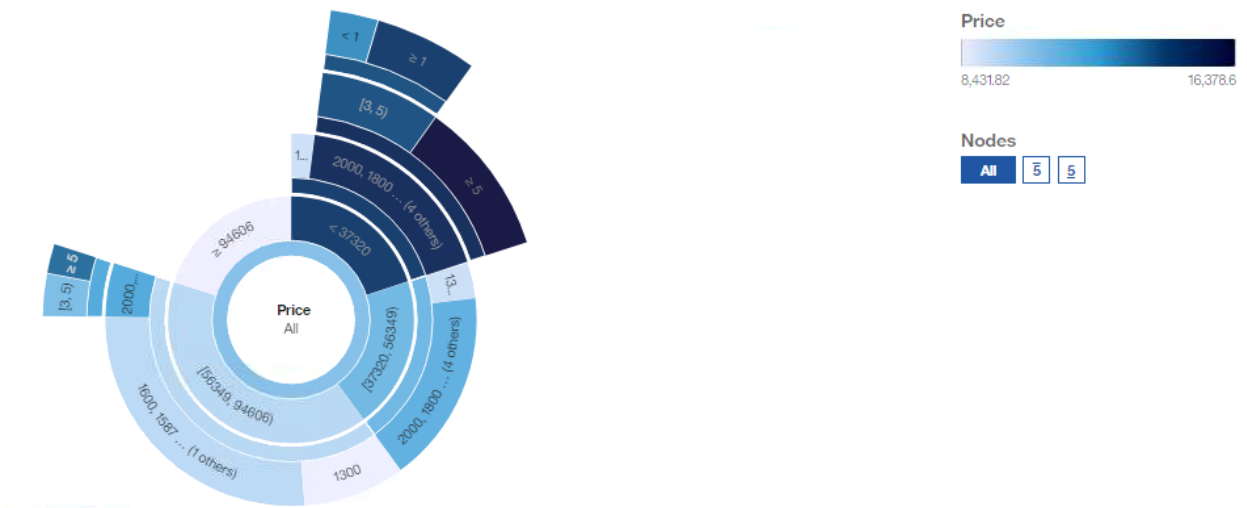 Price
8,431.82 16,378.6
Nodes
All 5̅ 5̲
< 1
≥ 1
[3, 5)
≥ 5
1...
2000, 1800 ... (4 others)
≥ 94606
< 37320
≥ 5
[3, 5)
2000,...
13...
Price
All
[37320, 56349)
2000, 1800 ... (4 others)
[56349, 94606)
1600, 1587 ... (1 others)
1300